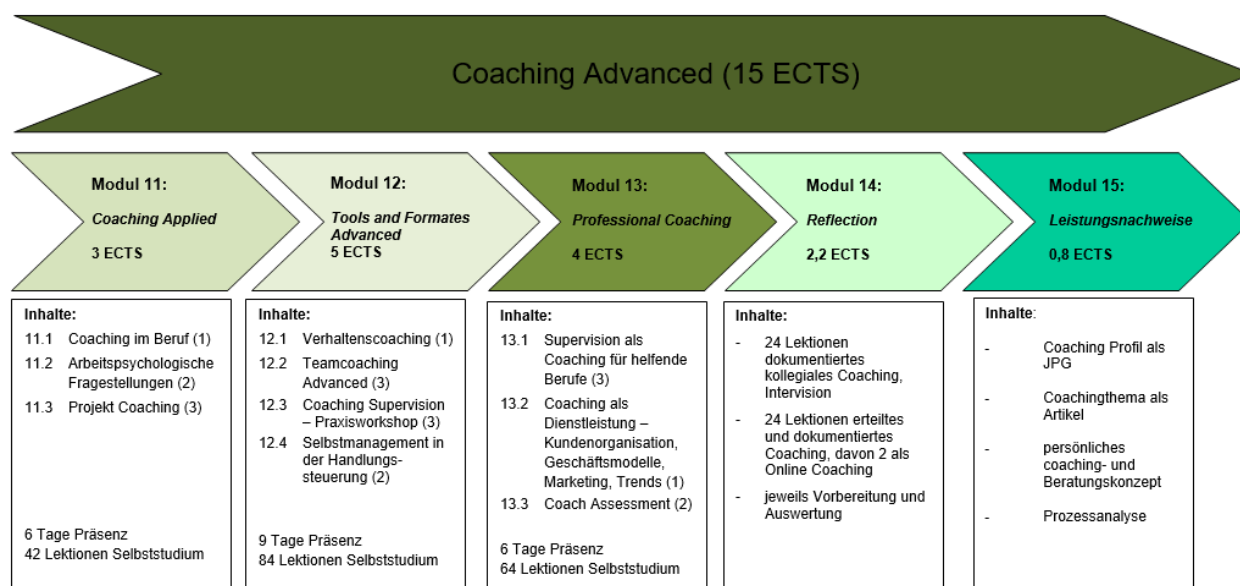 Coaching Advanced (15 ECTS)
Modul 11:
Coaching Applied
3 ECTS
Modul 12:
Tools and Formates
Advanced
5 ECTS
Modul 13:
Professional Coaching
4 ECTS
Modul 14:
Reflection
2,2 ECTS
Modul 15:
Leistungsnachweise
0,8 ECTS
Inhalte:
11.1 Coaching im Beruf (1)
11.2 Arbeitspsychologische
Fragestellungen (2)
11.3 Projekt Coaching (3)
6 Tage Präsenz
42 Lektionen Selbststudium
Inhalte:
12.1 Verhaltenscoaching (1)
12.2 Teamcoaching
Advanced (3)
12.3 Coaching Supervision
– Praxisworkshop (3)
12.4 Selbstmanagement in
der Handlungs-
steuerung (2)
9 Tage Präsenz
84 Lektionen Selbststudium
Inhalte:
13.1 Supervision als
Coaching für helfende
Berufe (3)
13.2 Coaching als
Dienstleistung –
Kundenorganisation,
Geschäftsmodelle,
Marketing, Trends (1)
13.3 Coach Assessment (2)
6 Tage Präsenz
64 Lektionen Selbststudium
Inhalte:
- 24 Lektionen
dokumentiertes
kollegiales Coaching,
Intervision
- 24 Lektionen erteiltes
und dokumentiertes
Coaching, davon 2 als
Online Coaching
- jeweils Vorbereitung und
Auswertung
Inhalte:
- Coaching Profil als
JPG
- Coachingthema als
Artikel
- persönliches
coaching- und
Beratungskonzept
- Prozessanalyse